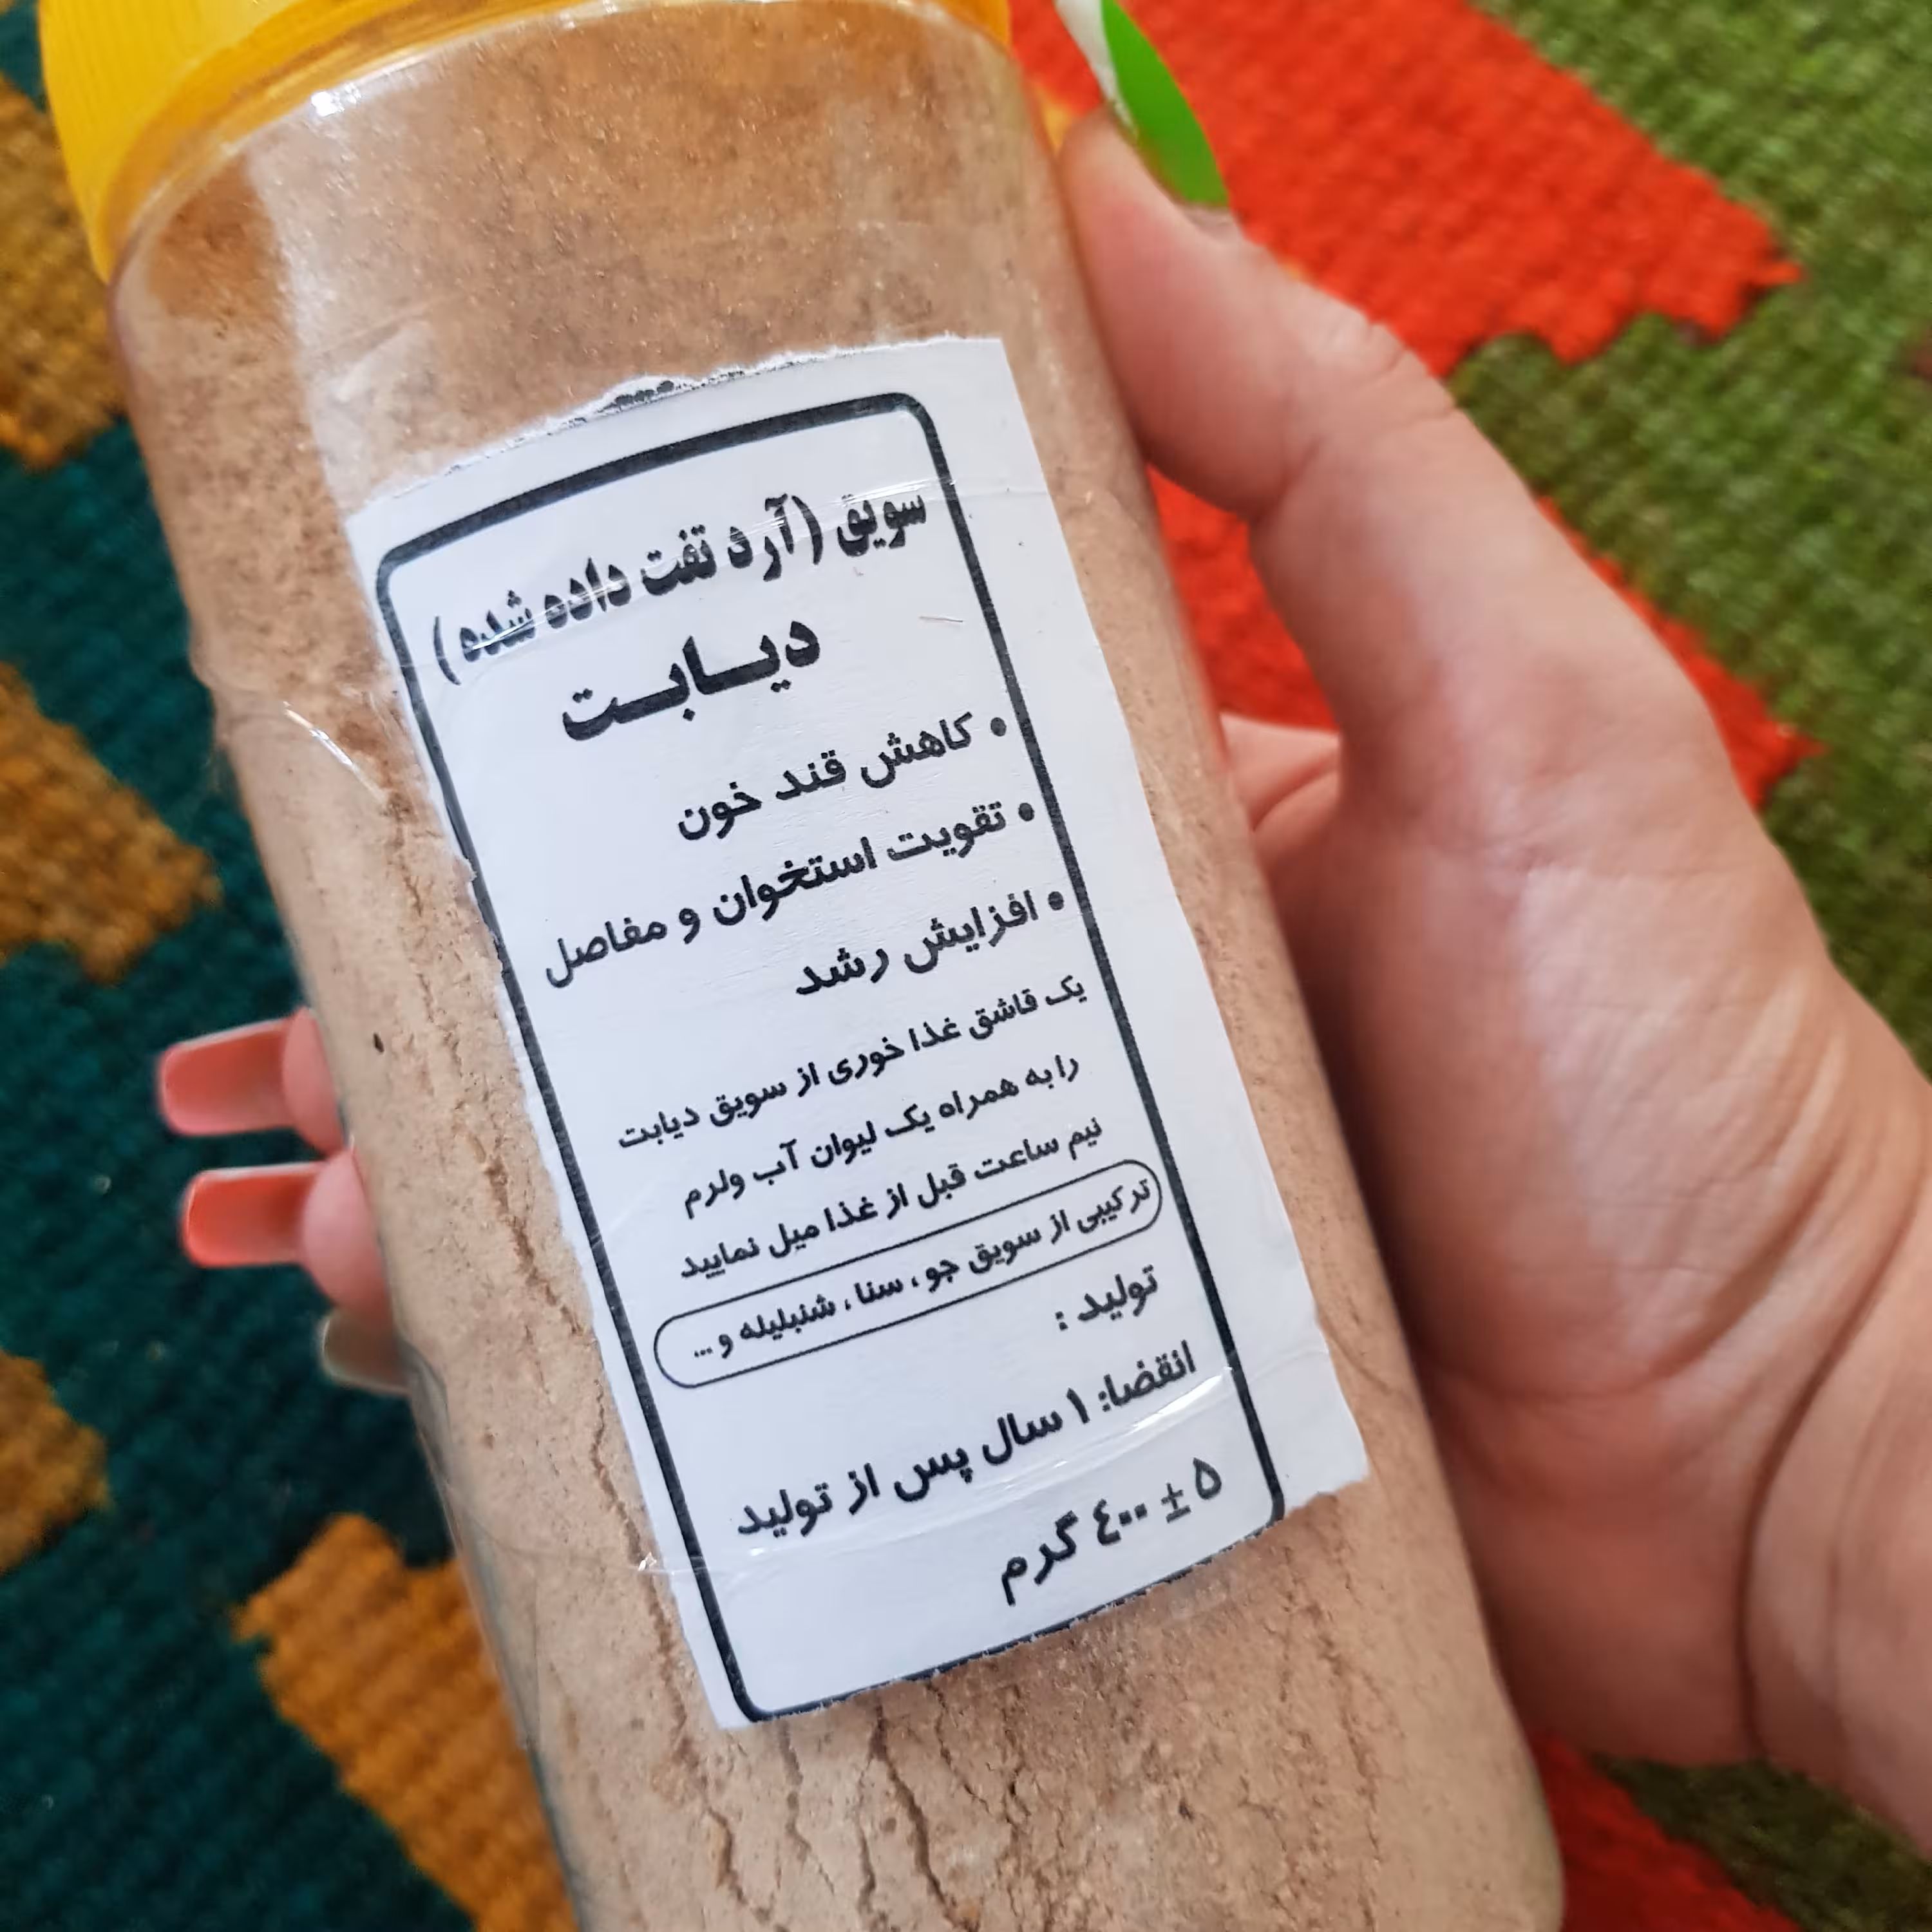 سویق (آرد تفت داده شده)
دیـابـت
• کاهش قند خون
• تقویت استخوان و مفاصل
• افزایش رشد
یک قاشق غذا خوری از سویق دیابت
را به همراه یک لیوان آب ولرم
نیم ساعت قبل از غذا میل نمایید
ترکیبی از سویق جو ، سنا ، شنبلیله و ...
تولید :
انقضا: ۱ سال پس از تولید
۵ ± ۴۰۰ گرم